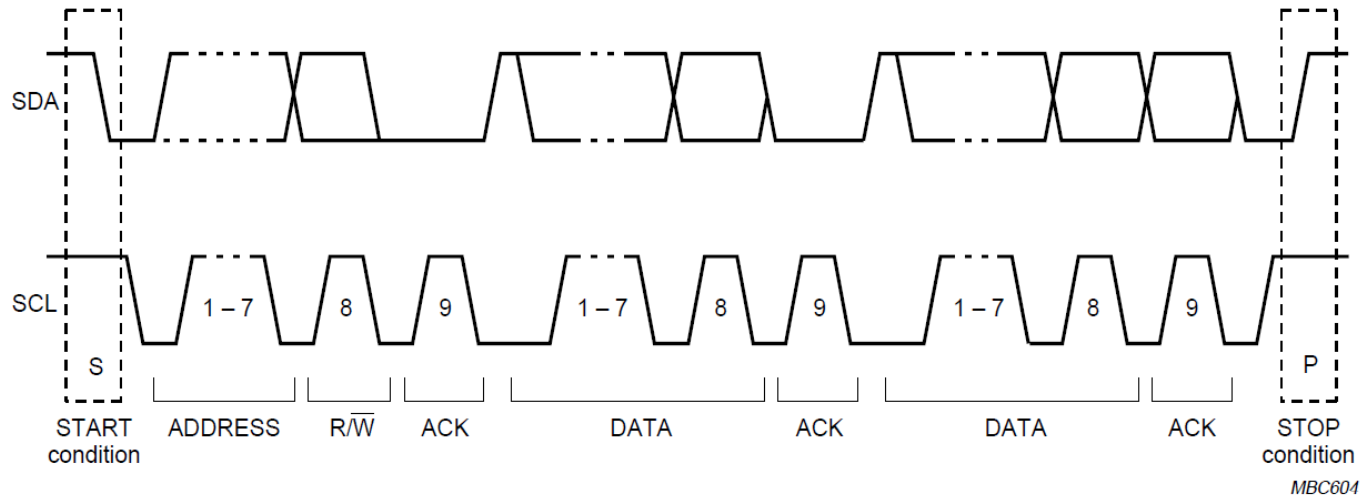 SDA
SCL
1 – 7
8
9
1 – 7
8
9
1 – 7
8
9
S
P
START
condition
ADDRESS
R/W̅
ACK
DATA
ACK
DATA
ACK
STOP
condition
MBC604